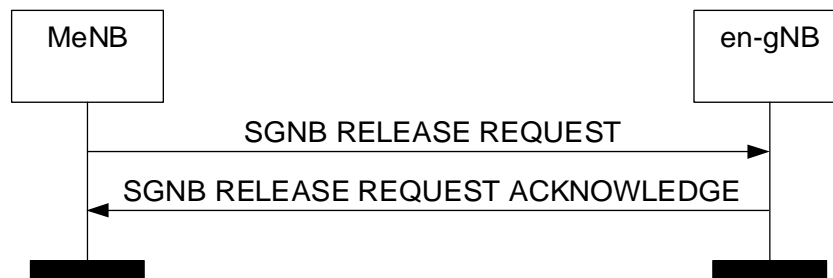 MeNB
en-gNB
SGNB RELEASE REQUEST
SGNB RELEASE REQUEST ACKNOWLEDGE